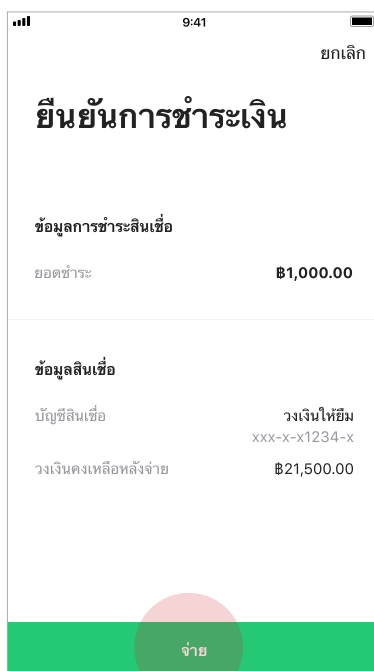 9:41
ยกเลิก
ยืนยันการชำระเงิน
ข้อมูลการชำระสินเชื่อ
ยอดชำระ ฿1,000.00
ข้อมูลสินเชื่อ
บัญชีสินเชื่อ วงเงินให้ยืม
xxx-x-x1234-x
วงเงินคงเหลือหลังจ่าย ฿21,500.00
จ่าย